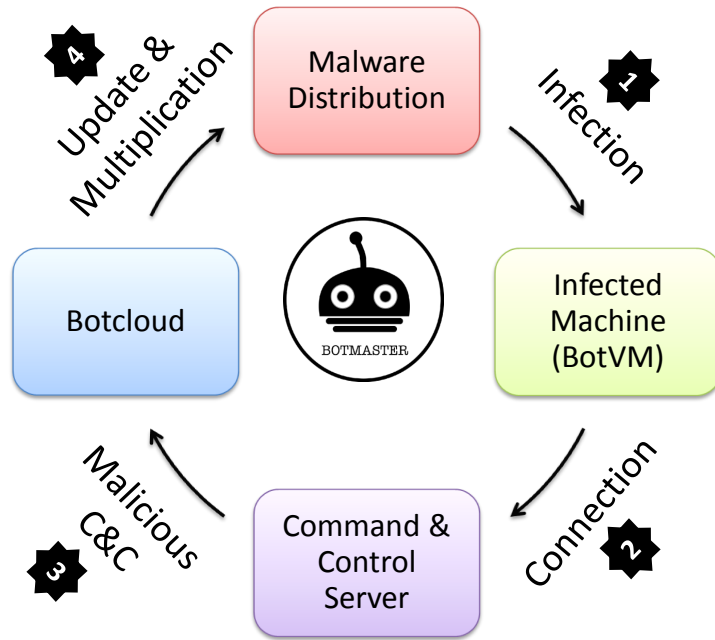 Malware
Distribution
1
Infection
Infected
Machine
(BotVM)
2
Connection
Command &
Control
Server
3
Malicious
C&C
Botcloud
4
Update &
Multiplication
BOTMASTER